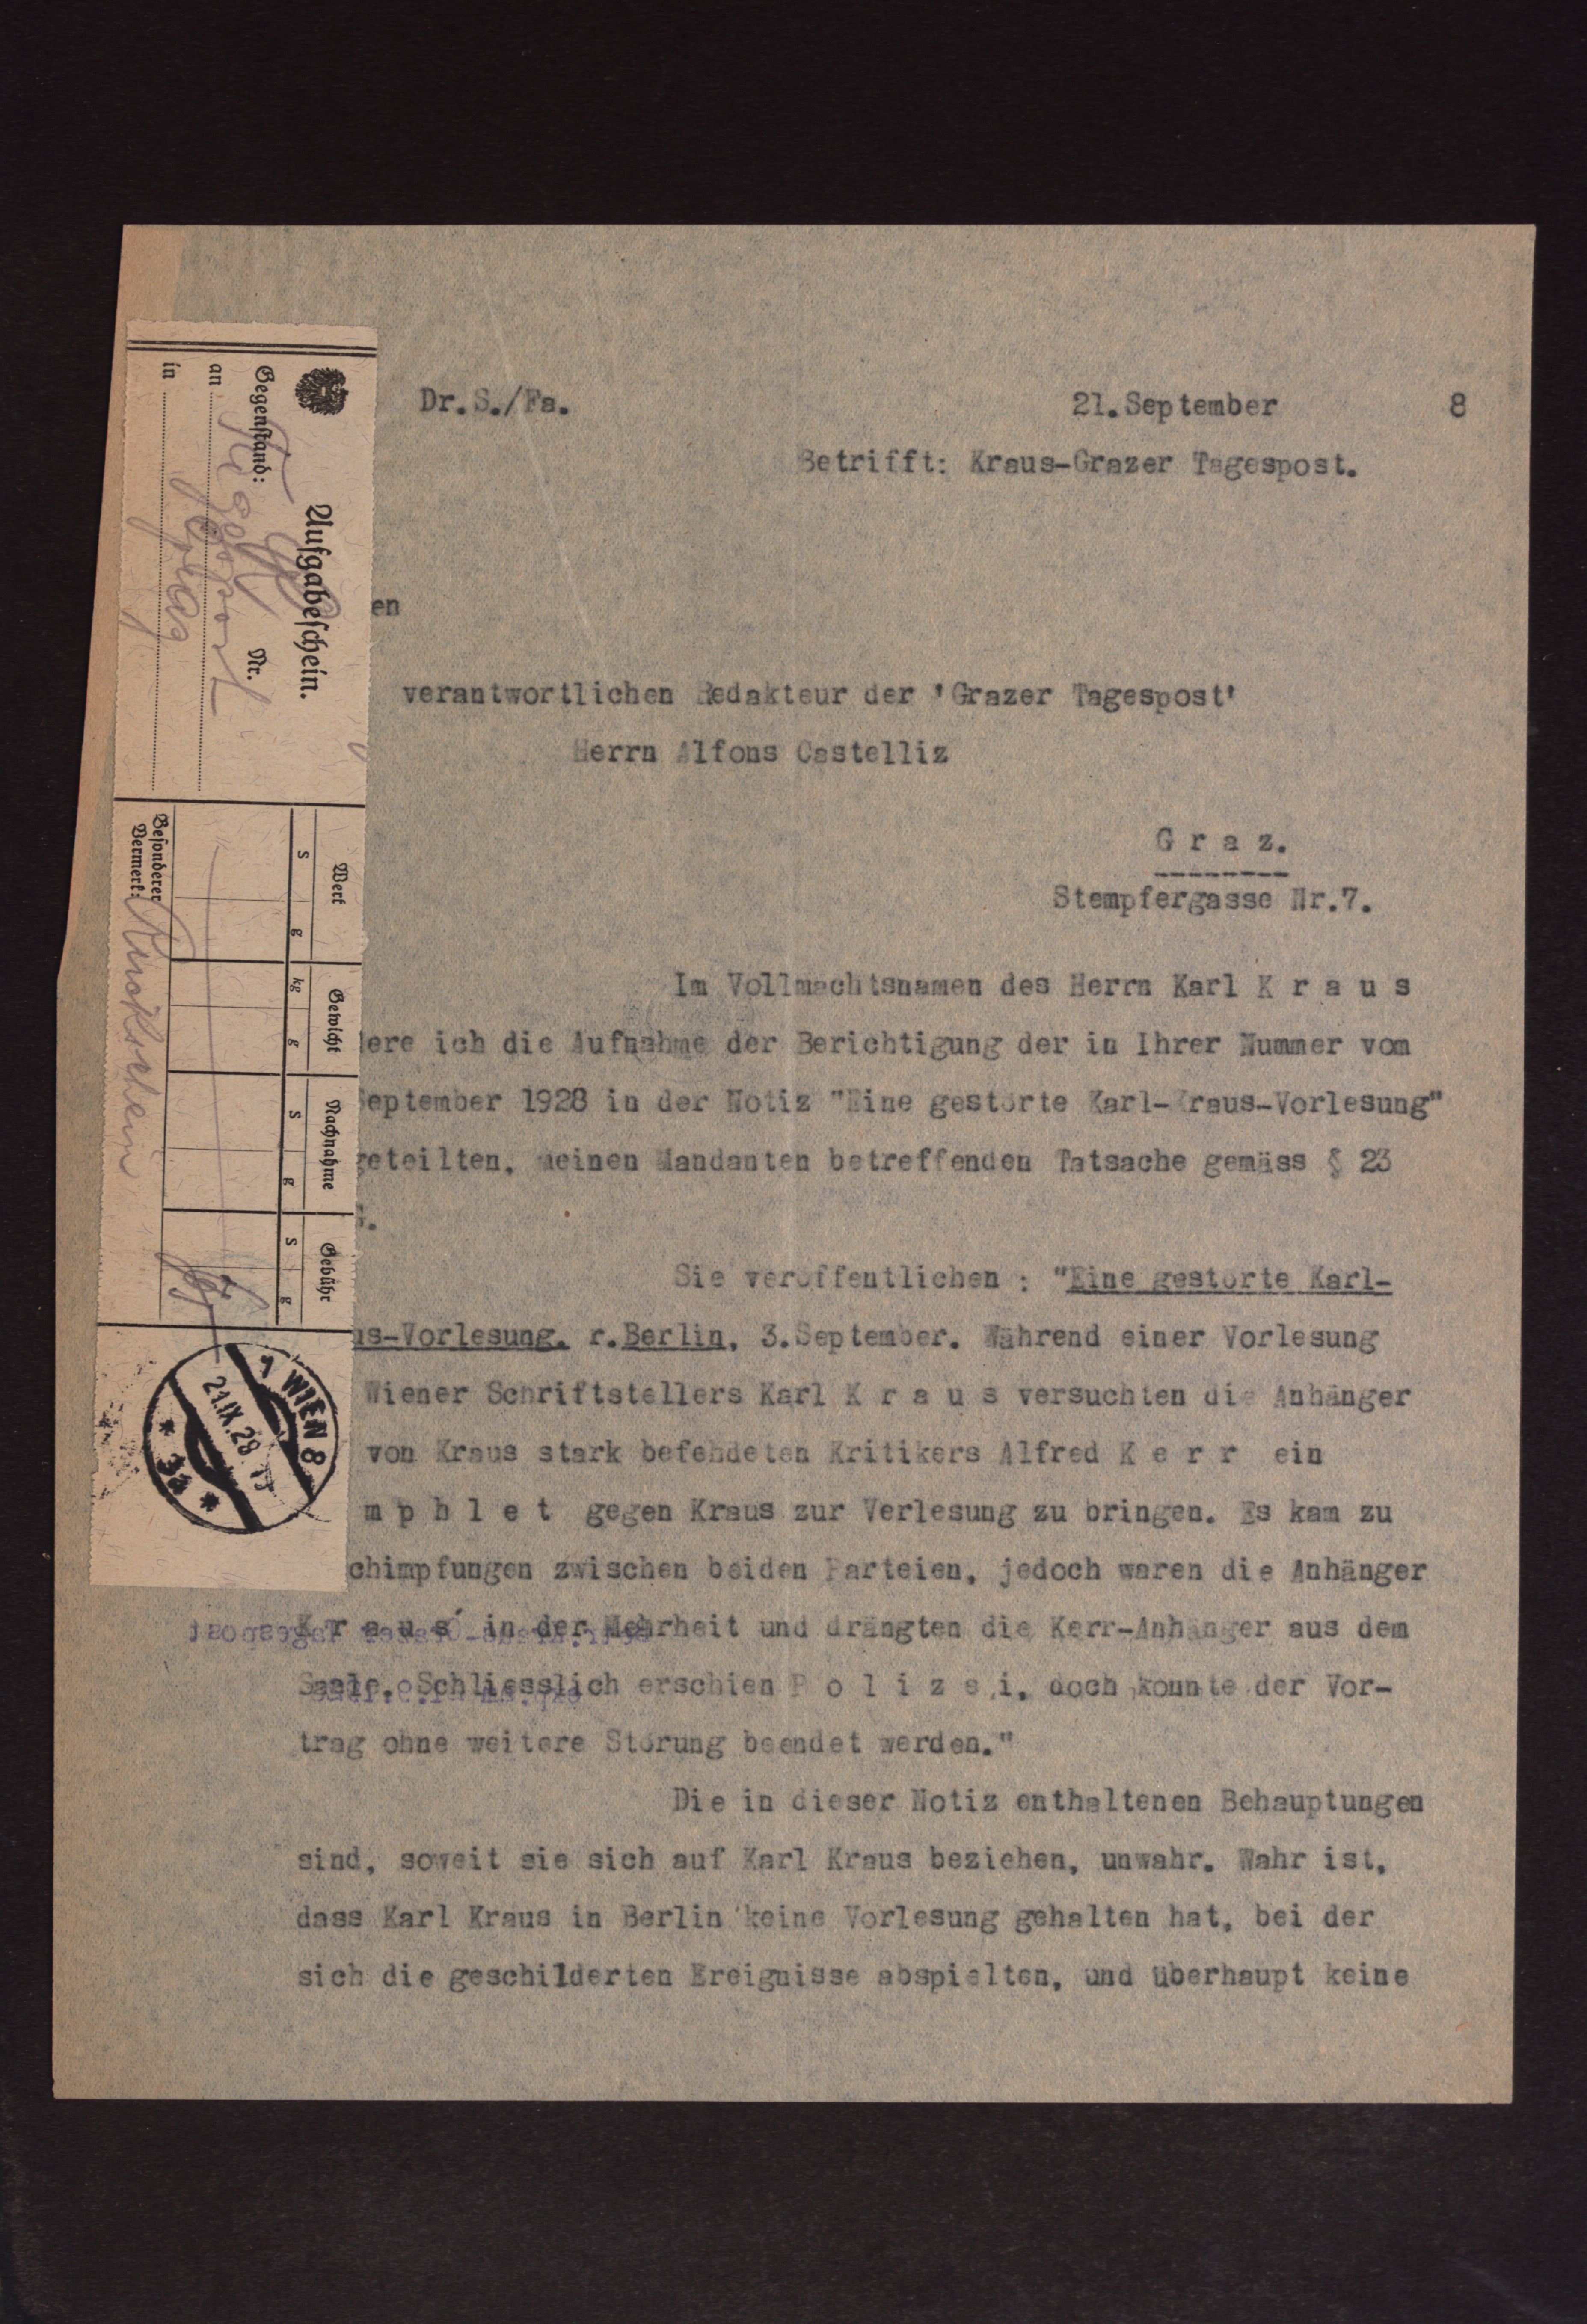 Dr.S./Fa.
21.September 8
Betrifft: Kraus-Grazer Tagespost.
en
verantwortlichen Redakteur der 'Grazer Tagespost'
Herrn Alfons Castelliz
G r a z.
Stempfergasse Nr.7.
Im Vollmachtsnamen des Herrn Karl K r a u s
dere ich die Aufnahme der Berichtigung der in Ihrer Nummer vom
September 1928 in der Notiz "Eine gestörte Karl-Kraus-Vorlesung"
geteilten, meinen Mandanten betreffenden Tatsache gemäss § 23
G.
Sie veröffentlichen : "Eine gestörte Karl-
us-Vorlesung. r.Berlin, 3.September. Während einer Vorlesung
Wiener Schriftstellers Karl K r a u s versuchten die Anhänger
von Kraus stark befehdeten Kritikers Alfred K e r r ein
m p h l e t gegen Kraus zur Verlesung zu bringen. Es kam zu
chimpfungen zwischen beiden Parteien, jedoch waren die Anhänger
K r a u s' in der Mehrheit und drängten die Kerr-Anhänger aus dem
Saale. Schliesslich erschien P o l i z e i, doch konnte der Vor-
trag ohne weitere Störung beendet werden."
Die in dieser Notiz enthaltenen Behauptungen
sind, soweit sie sich auf Karl Kraus beziehen, unwahr. Wahr ist,
dass Karl Kraus in Berlin keine Vorlesung gehalten hat, bei der
sich die geschilderten Ereignisse abspielten, und überhaupt keine
Aufgabeschein.
Gegenstand: Nr.
an Tagespost
in Graz
Wert Gewicht Nachnahme Gebühr
S g kg g S g S g
Besonderer
Vermerk: Rückschein
1 WIEN 8
21.IX.28
* 3a *